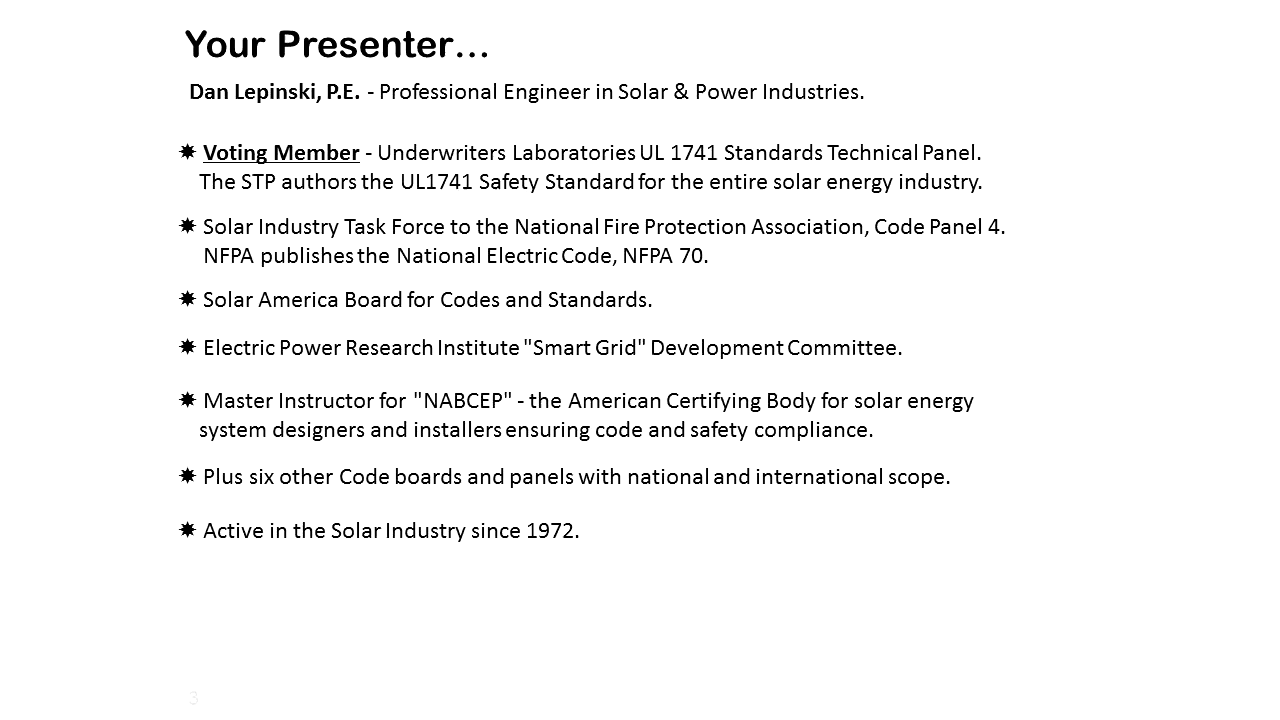 Your Presenter...
Dan Lepinski, P.E. - Professional Engineer in Solar & Power Industries.
✸ Voting Member - Underwriters Laboratories UL 1741 Standards Technical Panel.
The STP authors the UL1741 Safety Standard for the entire solar energy industry.
✸ Solar Industry Task Force to the National Fire Protection Association, Code Panel 4.
NFPA publishes the National Electric Code, NFPA 70.
✸ Solar America Board for Codes and Standards.
✸ Electric Power Research Institute "Smart Grid" Development Committee.
✸ Master Instructor for "NABCEP" - the American Certifying Body for solar energy
system designers and installers ensuring code and safety compliance.
✸ Plus six other Code boards and panels with national and international scope.
✸ Active in the Solar Industry since 1972.
3